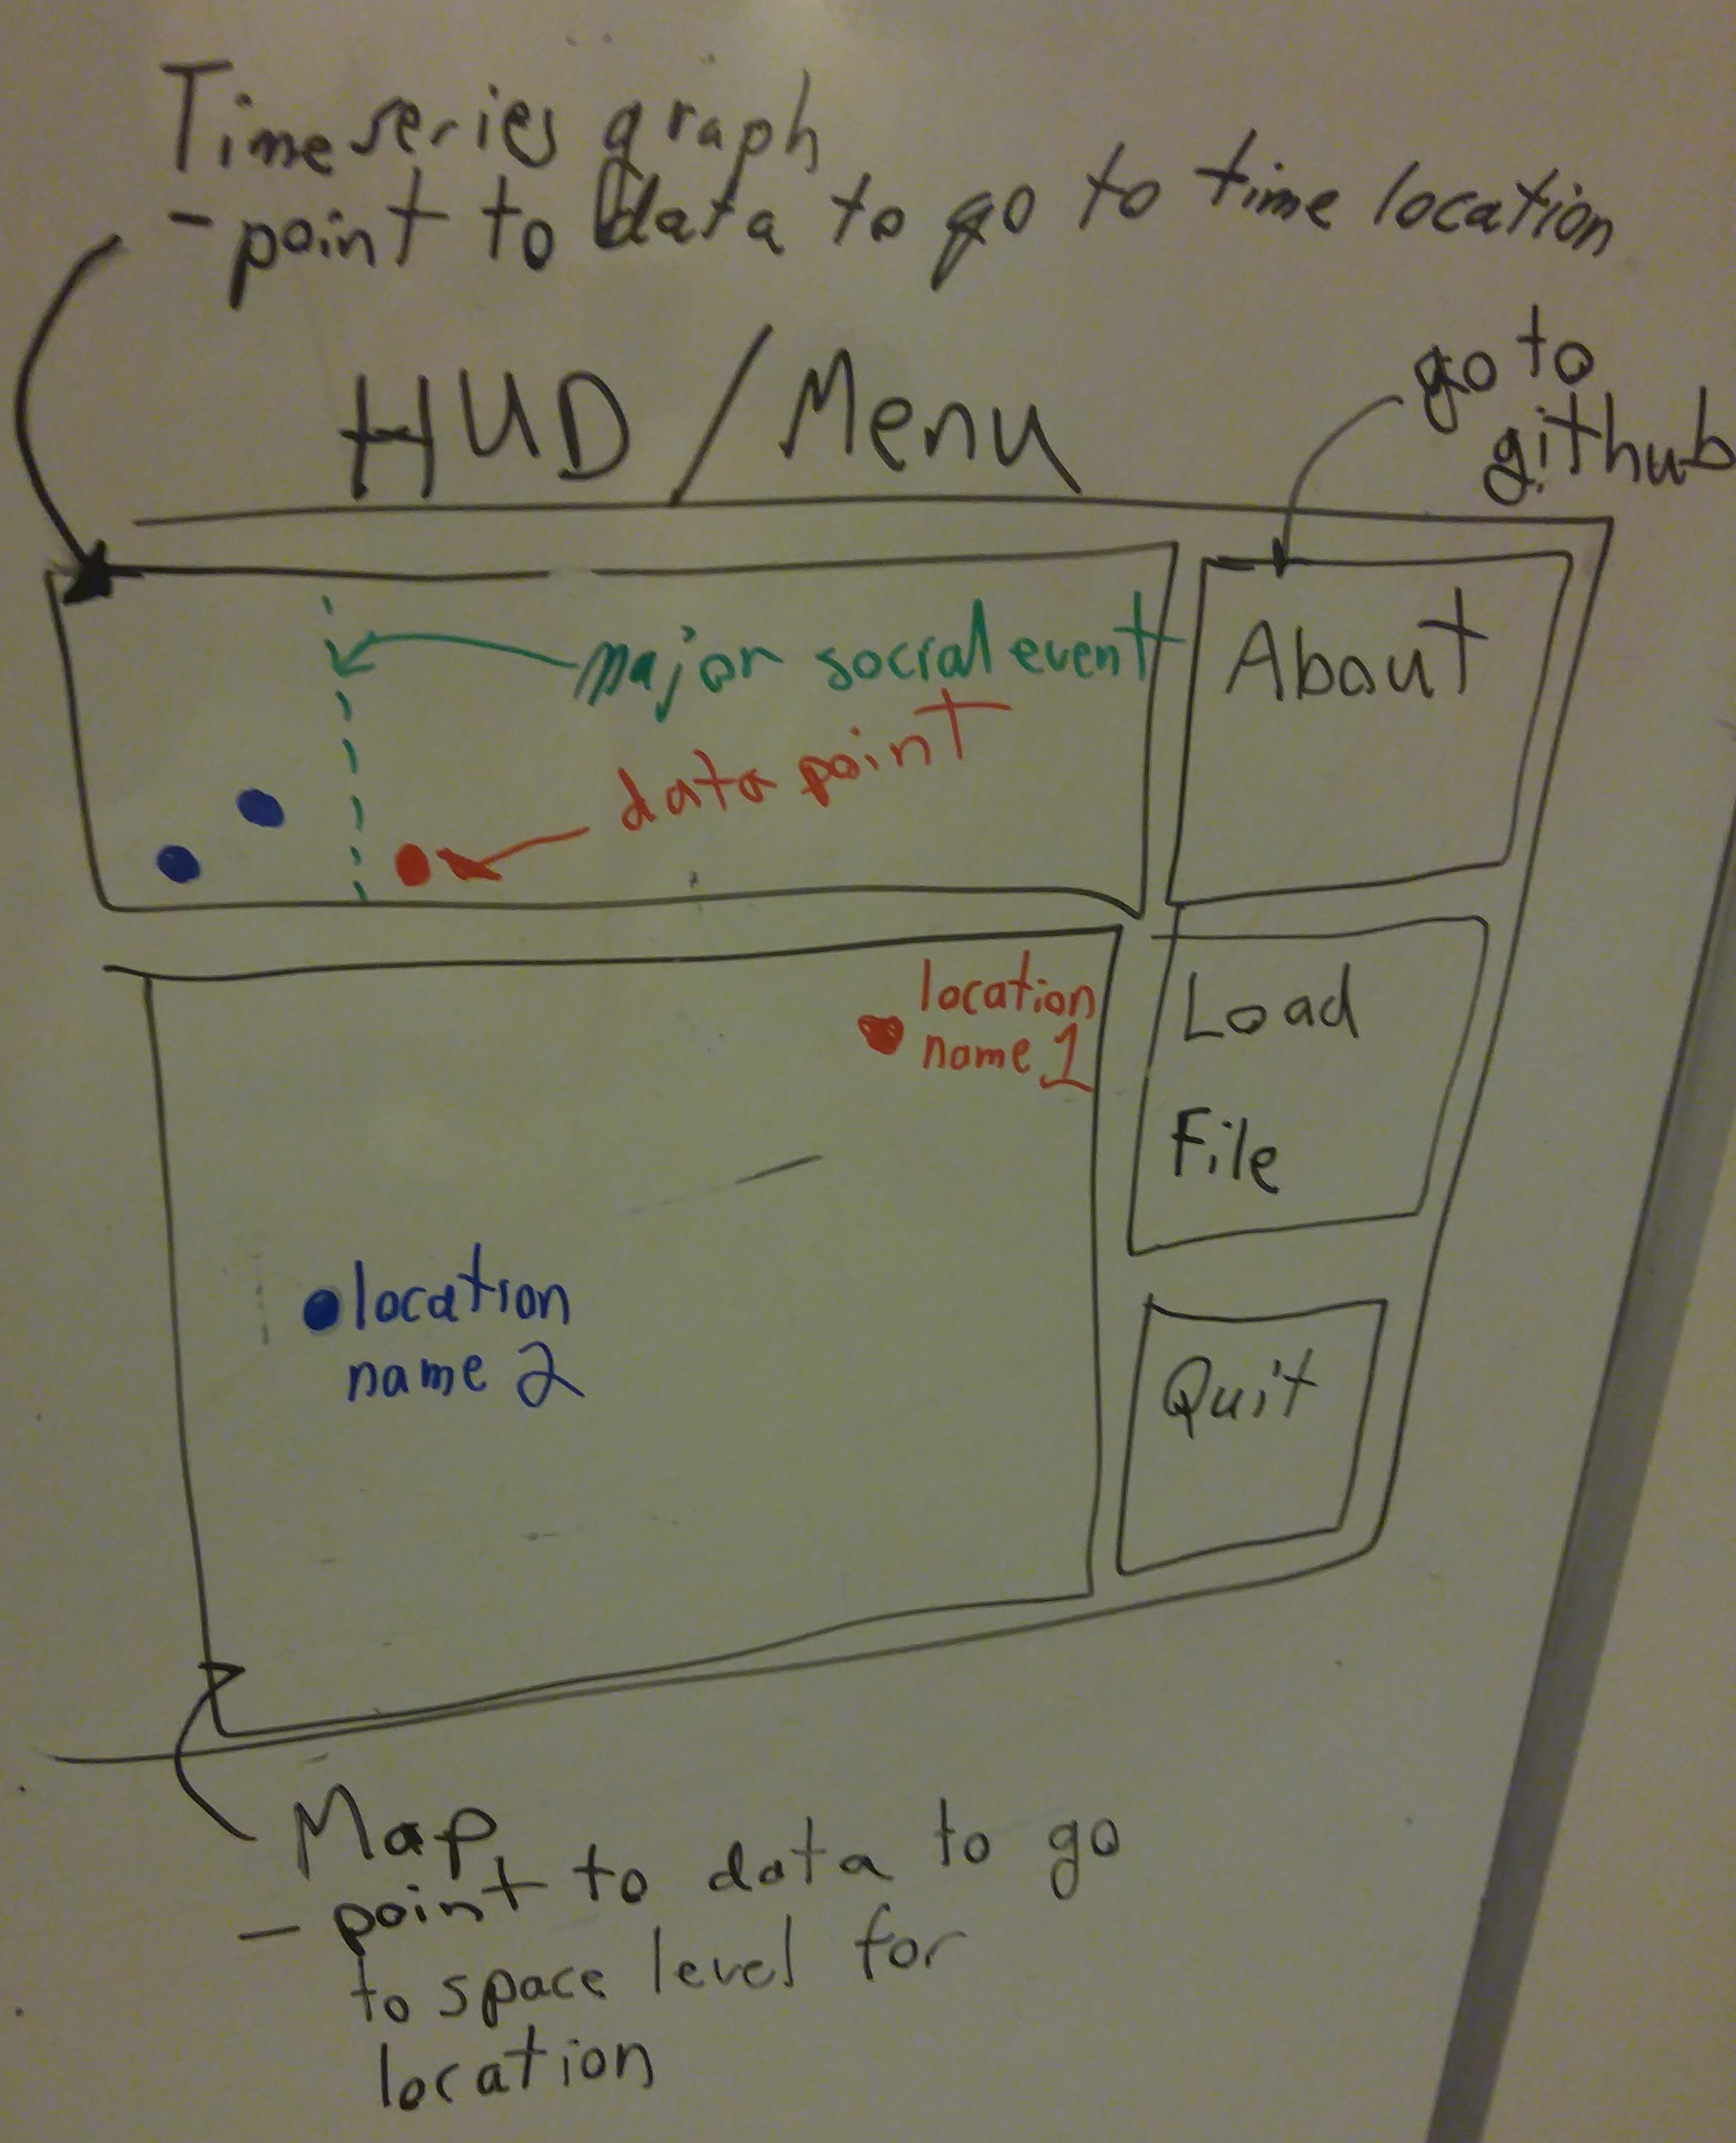 Time series graph
- point to data to go to time location
HUD / Menu
go to
github
major social event
data point
About
location
name 1
Load
File
location
name 2
Quit
Map
- point to data to go
to space level for
location